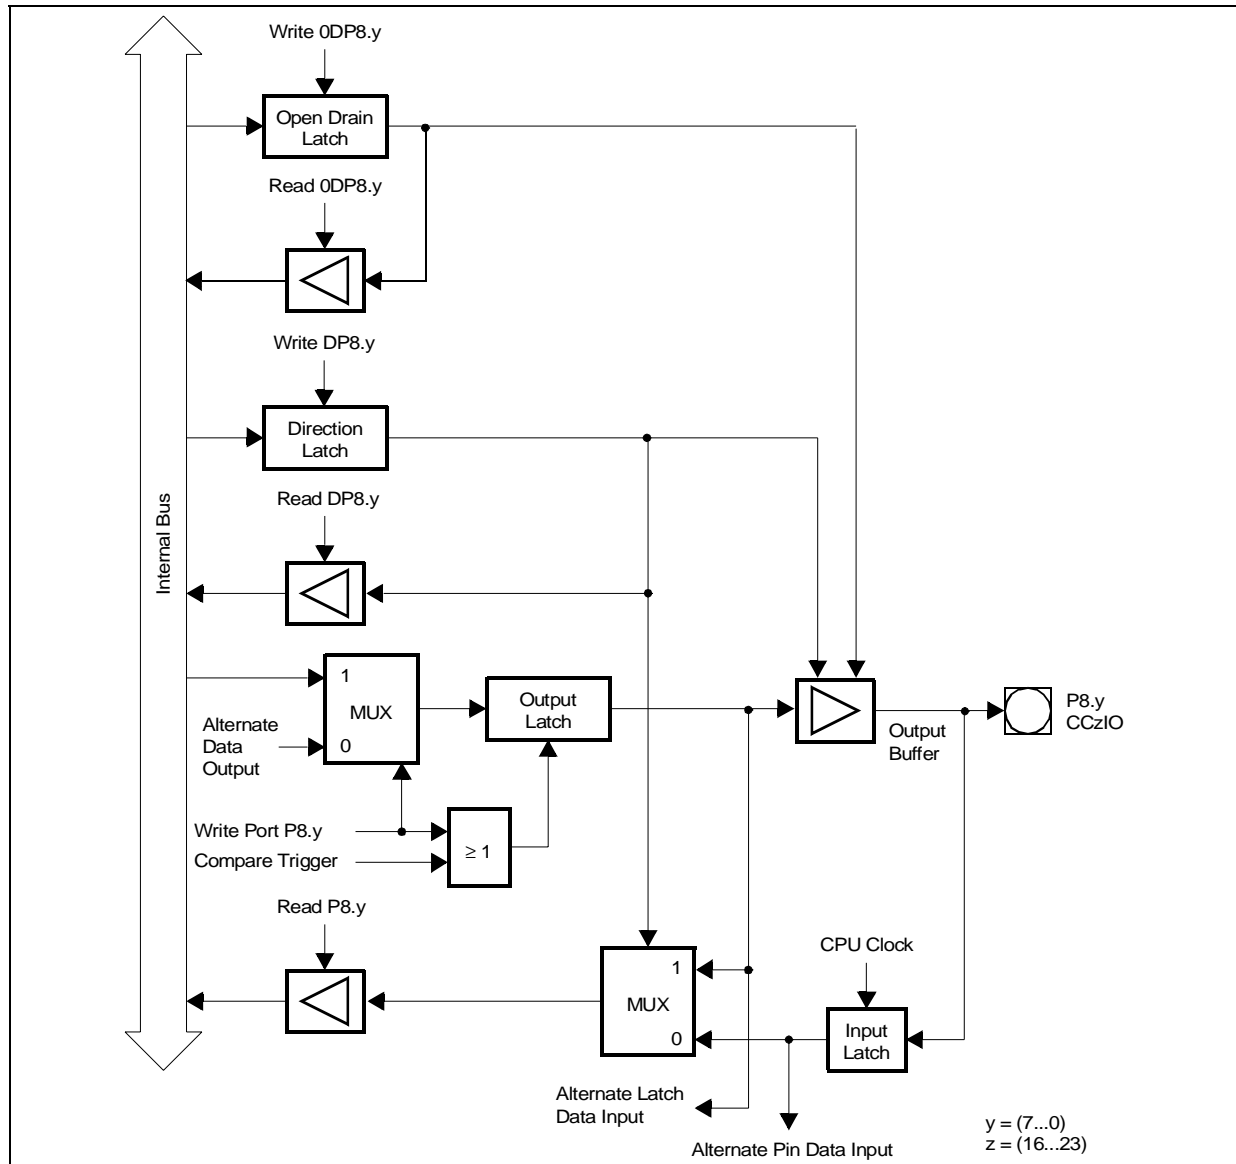 Write 0DP8.y
Open Drain
Latch
Read 0DP8.y
Write DP8.y
Direction
Latch
Read DP8.y
Internal Bus
1
MUX
0
Alternate
Data
Output
Output
Latch
Output
Buffer
P8.y
CCzIO
Write Port P8.y
Compare Trigger
≥ 1
Read P8.y
CPU Clock
1
MUX
0
Input
Latch
Alternate Latch
Data Input
Alternate Pin Data Input
y = (7...0)
z = (16...23)